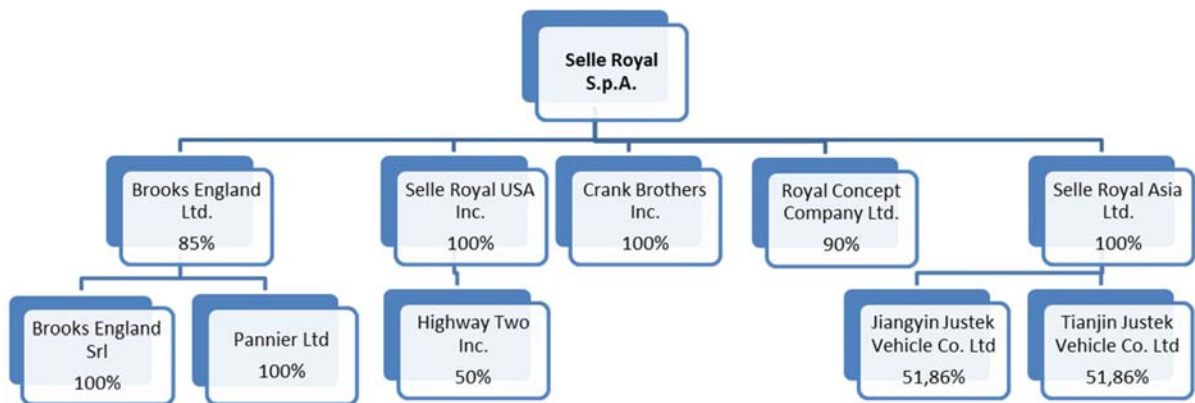 Selle Royal
S.p.A.
Brooks England
Ltd.
85%
Selle Royal USA
Inc.
100%
Crank Brothers
Inc.
100%
Royal Concept
Company Ltd.
90%
Selle Royal Asia
Ltd.
100%
Brooks England
Srl
100%
Pannier Ltd
100%
Highway Two
Inc.
50%
Jiangyin Justek
Vehicle Co. Ltd
51,86%
Tianjin Justek
Vehicle Co. Ltd
51,86%